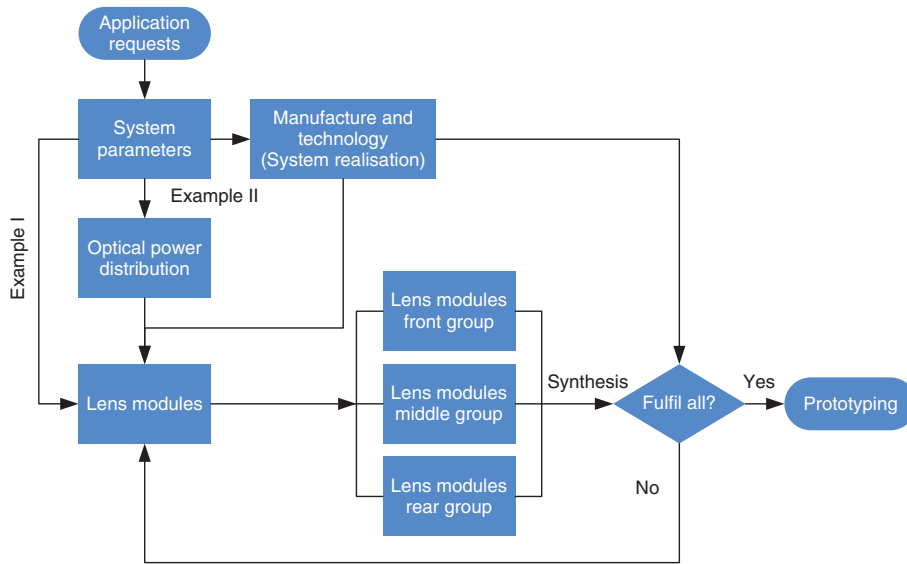 Application
requests
System
parameters
Manufacture and
technology
(System realisation)
Example II
Example I
Optical power
distribution
Lens modules
front group
Lens modules
Lens modules
middle group
Synthesis
Fulfil all?
Yes
Prototyping
Lens modules
rear group
No